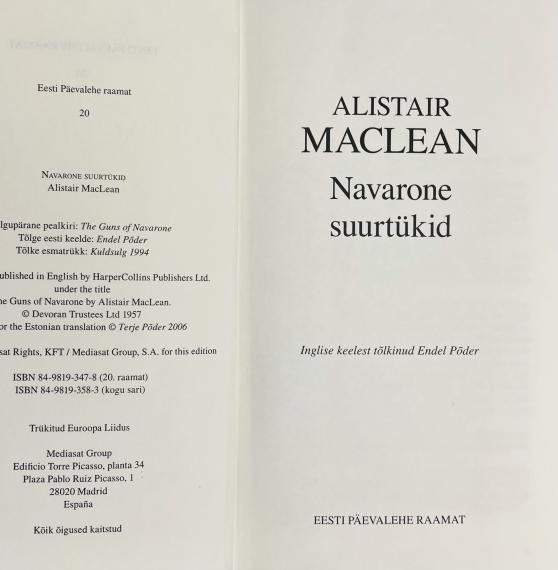 Eesti Päevalehe raamat
20
NAVARONE SUURTÜKID
Alistair MacLean
pealkiri: The Guns of Navarone
Tõlge eesti keelde: Endel Põder
Tõlke esmatrükk: Kuldsulg 1994
in English by HarperCollins Publishers Ltd.
under the title
Guns of Navarone by Alistair MacLean.
© Devoran Trustees Ltd 1957
the Estonian translation © Terje Põder 2006
Rights, KFT / Mediasat Group, S.A. for this edition
ISBN 84-9819-347-8 (20. raamat)
ISBN 84-9819-358-3 (kogu sari)
Trükitud Euroopa Liidus
Mediasat Group
Edificio Torre Picasso, planta 34
Plaza Pablo Ruiz Picasso, 1
28020 Madrid
España
Kõik õigused kaitstud
ALISTAIR
MACLEAN
Navarone
suurtükid
Inglise keelest tõlkinud Endel Põder
EESTI PÄEVALEHE RAAMAT